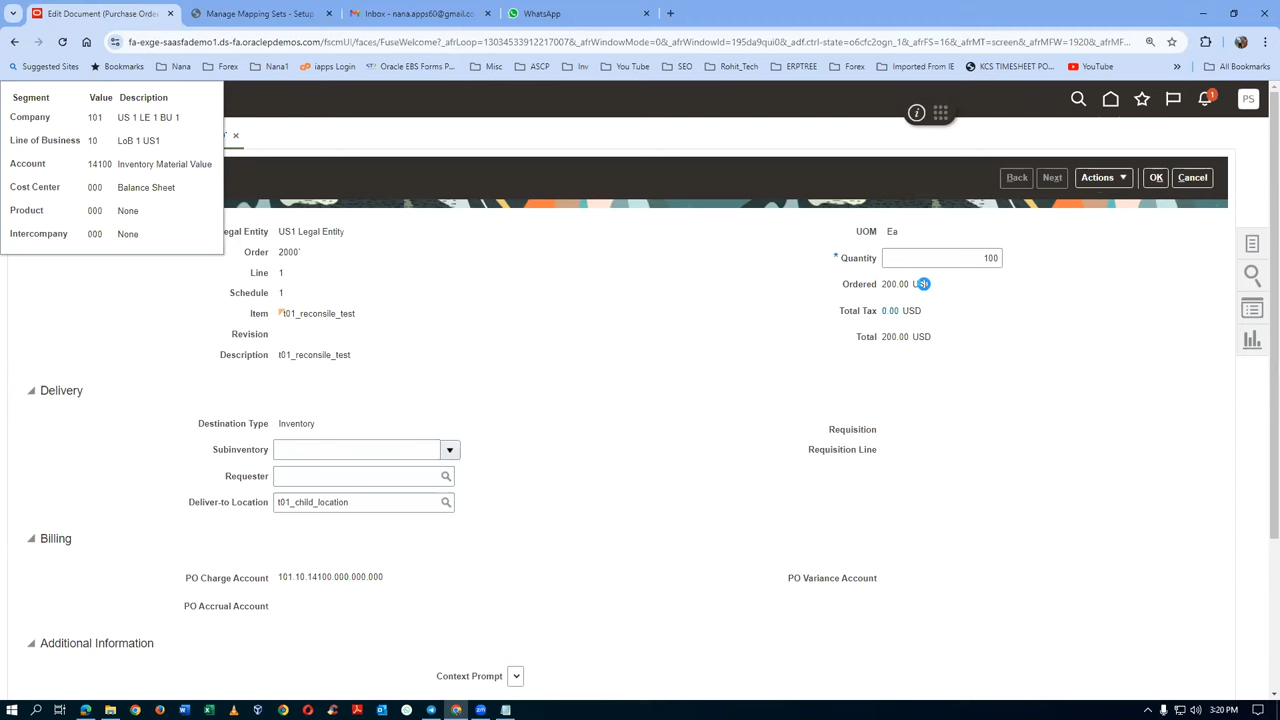 Edit Document (Purchase Order)
Manage Mapping Sets - Setup
Inbox - nana.apps60@gmail.co
WhatsApp
fa-exge-saasfademo1.ds-fa.oraclepdemos.com/fscmUI/faces/FuseWelcome?_afrLoop=13034533912217007&_afrWindowMode=0&_afrWindowId=195da9qui0&_adf.ctrl-state=o6cfc2ogn_1&_afrFS=16&_afrMT=screen&_afrMFW=1920&_afrMFH=...
Suggested Sites
Bookmarks
Nana
Forex
Nana1
iapps Login
Oracle EBS Forms P...
Misc
ASCP
Inv
You Tube
SEO
Rohit_Tech
ERPTREE
Forex
Imported From IE
KCS TIMESHEET PO...
YouTube
»
All Bookmarks
Segment Value Description
Company 101 US 1 LE 1 BU 1
Line of Business 10 LoB 1 US1
Account 14100 Inventory Material Value
Cost Center 000 Balance Sheet
Product 000 None
Intercompany 000 None
1
PS
Back
Next
Actions
OK
Cancel
egal Entity US1 Legal Entity
Order 2000`
Line 1
Schedule 1
Item t01_reconsile_test
Revision
Description t01_reconsile_test
UOM Ea
* Quantity 100
Ordered 200.00 USD
Total Tax 0.00 USD
Total 200.00 USD
Delivery
Destination Type Inventory
Subinventory
Requester
Deliver-to Location t01_child_location
Requisition
Requisition Line
Billing
PO Charge Account 101.10.14100.000.000.000
PO Accrual Account
PO Variance Account
Additional Information
Context Prompt
3:20 PM